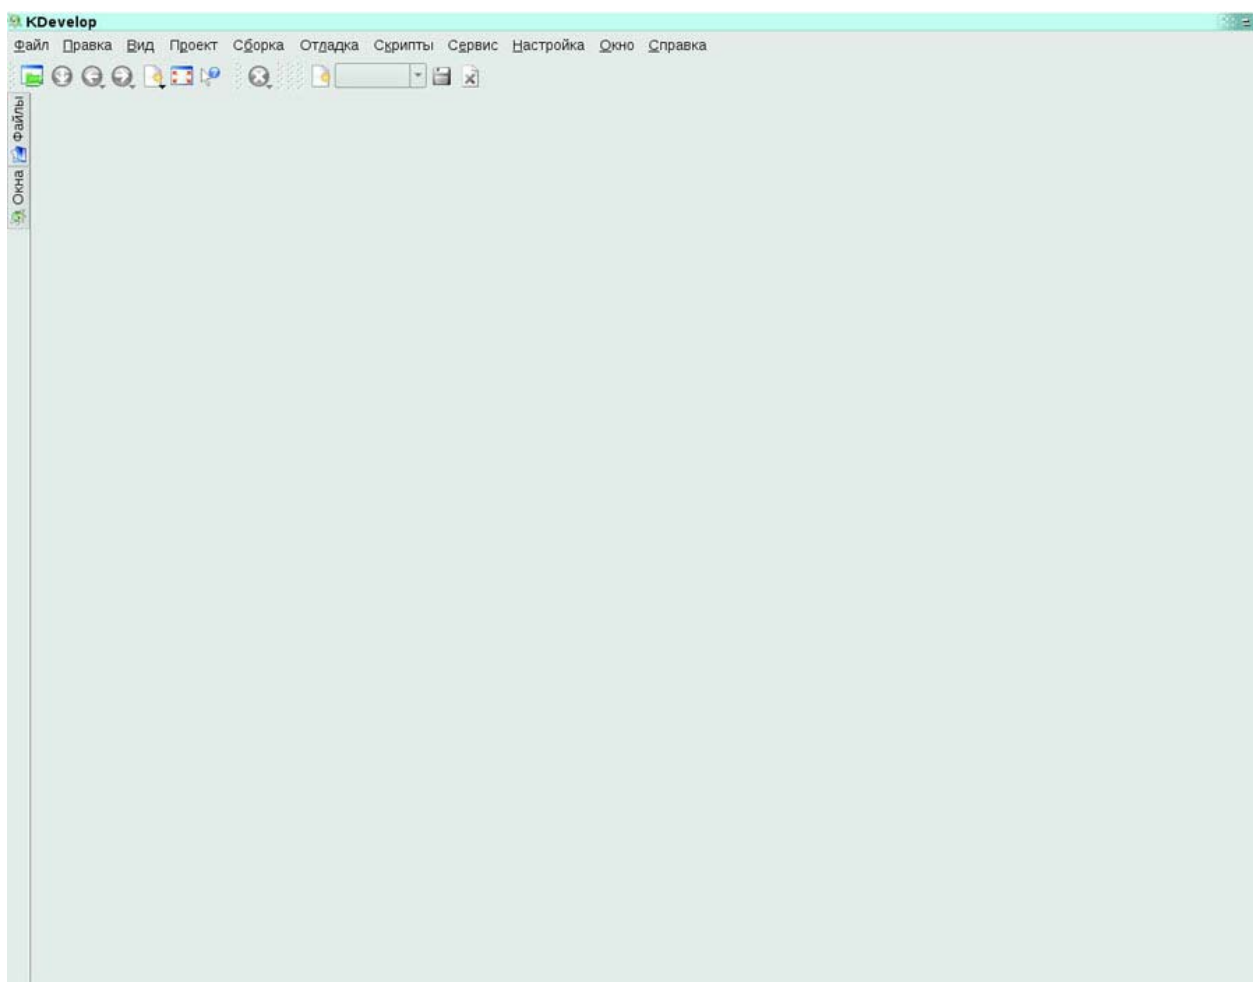 KDevelop
Файл Правка Вид Проект Сборка Отладка Скрипты Сервис Настройка Окно Справка
Файлы
Окна